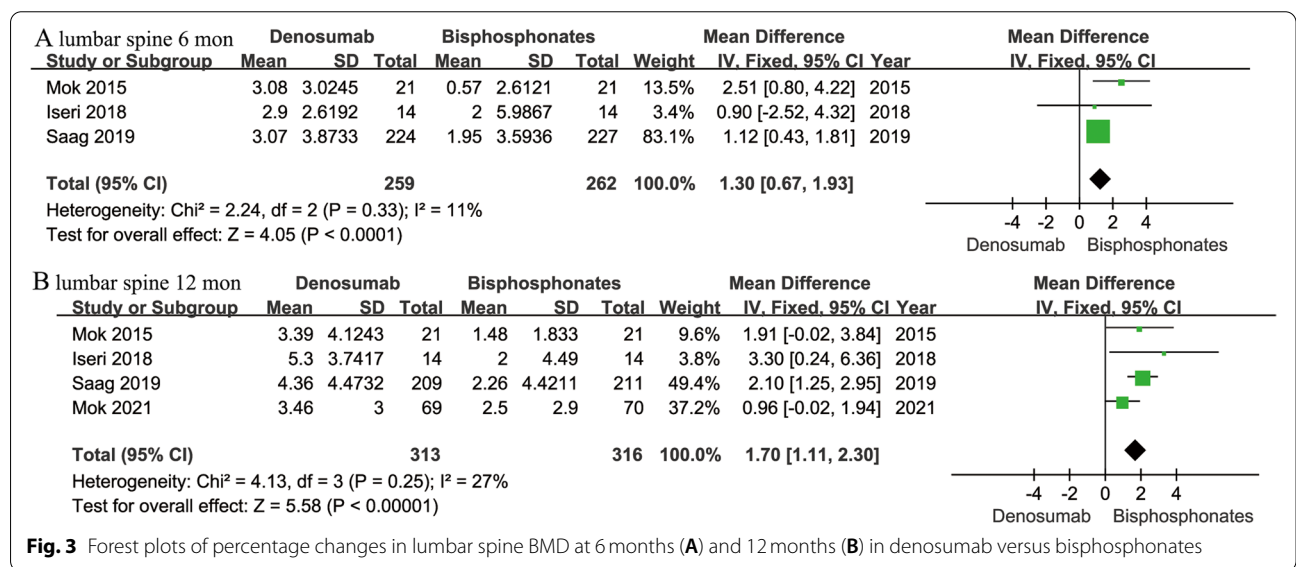 A lumbar spine 6 mon Denosumab Bisphosphonates Mean Difference Mean Difference
Study or Subgroup Mean SD Total Mean SD Total Weight IV, Fixed, 95% CI Year IV, Fixed, 95% CI
Mok 2015 3.08 3.0245 21 0.57 2.6121 21 13.5% 2.51 [0.80, 4.22] 2015
Iseri 2018 2.9 2.6192 14 2 5.9867 14 3.4% 0.90 [-2.52, 4.32] 2018
Saag 2019 3.07 3.8733 224 1.95 3.5936 227 83.1% 1.12 [0.43, 1.81] 2019
Total (95% CI) 259 262 100.0% 1.30 [0.67, 1.93]
Heterogeneity: Chi² = 2.24, df = 2 (P = 0.33); I² = 11%
Test for overall effect: Z = 4.05 (P < 0.0001)
-4 -2 0 2 4
Denosumab Bisphosphonates
B lumbar spine 12 mon Denosumab Bisphosphonates Mean Difference Mean Difference
Study or Subgroup Mean SD Total Mean SD Total Weight IV, Fixed, 95% CI Year IV, Fixed, 95% CI
Mok 2015 3.39 4.1243 21 1.48 1.833 21 9.6% 1.91 [-0.02, 3.84] 2015
Iseri 2018 5.3 3.7417 14 2 4.49 14 3.8% 3.30 [0.24, 6.36] 2018
Saag 2019 4.36 4.4732 209 2.26 4.4211 211 49.4% 2.10 [1.25, 2.95] 2019
Mok 2021 3.46 3 69 2.5 2.9 70 37.2% 0.96 [-0.02, 1.94] 2021
Total (95% CI) 313 316 100.0% 1.70 [1.11, 2.30]
Heterogeneity: Chi² = 4.13, df = 3 (P = 0.25); I² = 27%
Test for overall effect: Z = 5.58 (P < 0.00001)
-4 -2 0 2 4
Denosumab Bisphosphonates
Fig. 3 Forest plots of percentage changes in lumbar spine BMD at 6 months (A) and 12 months (B) in denosumab versus bisphosphonates